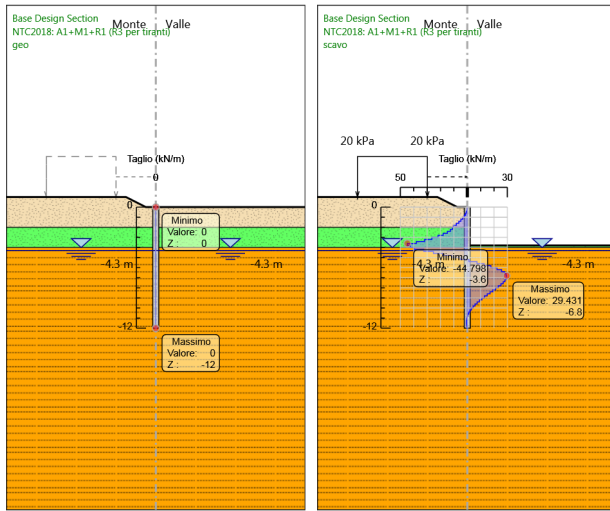 Base Design Section
Monte Valle
NTC2018: A1+M1+R1 (R3 per tiranti)
geo
Taglio (kN/m)
0
0
Minimo
Valore: 0
Z : 0
-4.3 m
-4.3 m
-12
Massimo
Valore: 0
Z : -12
Base Design Section
Monte Valle
NTC2018: A1+M1+R1 (R3 per tiranti)
scavo
20 kPa 20 kPa
Taglio (kN/m)
50 30
0
Minimo
Valore: -44.798
-3.6
-4.3 m
-4.3 m
Massimo
Valore: 29.431
Z : -6.8
-12